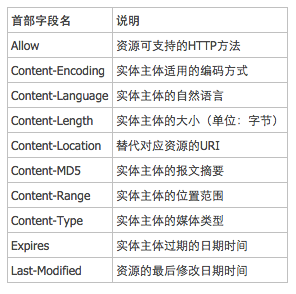 首部字段名 说明
Allow 资源可支持的HTTP方法
Content-Encoding 实体主体适用的编码方式
Content-Language 实体主体的自然语言
Content-Length 实体主体的大小（单位：字节）
Content-Location 替代对应资源的URI
Content-MD5 实体主体的报文摘要
Content-Range 实体主体的位置范围
Content-Type 实体主体的媒体类型
Expires 实体主体过期的日期时间
Last-Modified 资源的最后修改日期时间